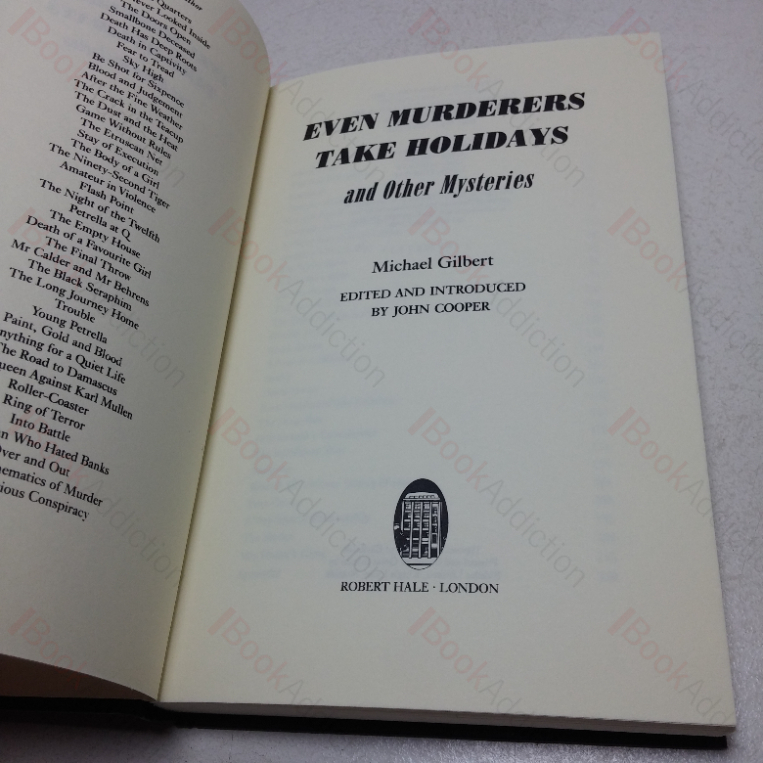 Quarters
Never Looked Inside
The Doors Open
Smallbone Deceased
Death Has Deep Roots
Death in Captivity
Fear to Tread
Sky High
Be Shot for Sixpence
Blood and Judgement
After the Fine Weather
The Crack in the Teacup
The Dust and the Heat
Game Without Rules
The Etruscan Net
Stay of Execution
The Body of a Girl
The Ninety-Second Tiger
Amateur in Violence
Flash Point
The Night of the Twelfth
Petrella at Q
The Empty House
Death of a Favourite Girl
The Final Throw
Mr Calder and Mr Behrens
The Black Seraphim
The Long Journey Home
Trouble
Young Petrella
Paint, Gold and Blood
nything for a Quiet Life
The Road to Damascus
ueen Against Karl Mullen
Roller-Coaster
Ring of Terror
Into Battle
n Who Hated Banks
Over and Out
hematics of Murder
ious Conspiracy
EVEN MURDERERS
TAKE HOLIDAYS
and Other Mysteries
Michael Gilbert
EDITED AND INTRODUCED
BY JOHN COOPER
ROBERT HALE · LONDON
BookAddiction